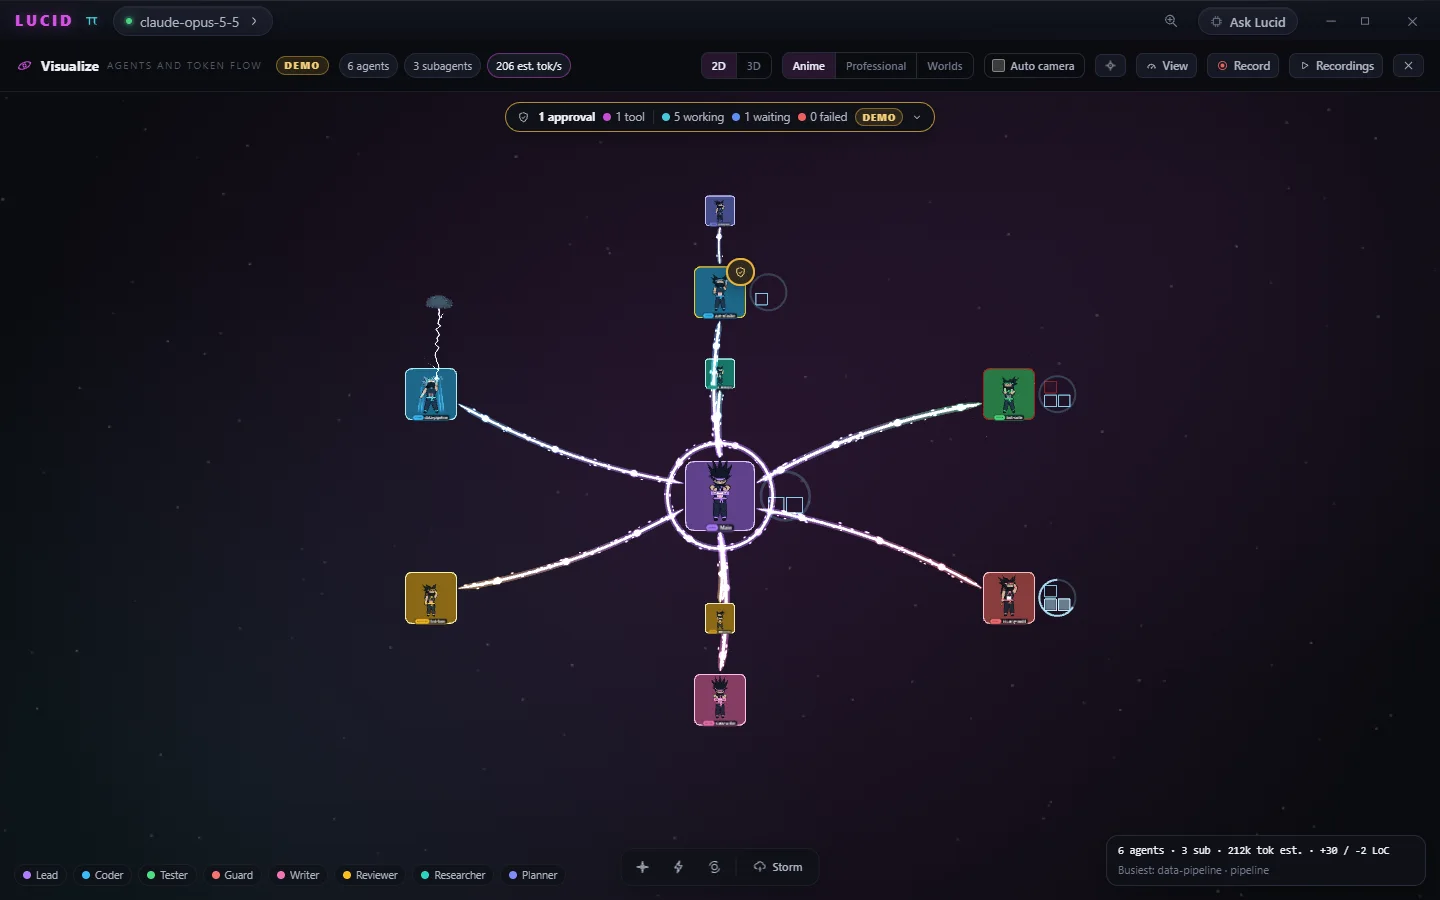 LUCID
claude-opus-5-5
Ask Lucid
Visualize AGENTS AND TOKEN FLOW DEMO 6 agents 3 subagents 206 est. tok/s
2D 3D Anime Professional Worlds Auto camera View Record Recordings
1 approval 1 tool 5 working 1 waiting 0 failed DEMO
Main
Lead Coder Tester Guard Writer Reviewer Researcher Planner
Storm
6 agents · 3 sub · 212k tok est. · +30 / -2 LoC
Busiest: data-pipeline · pipeline